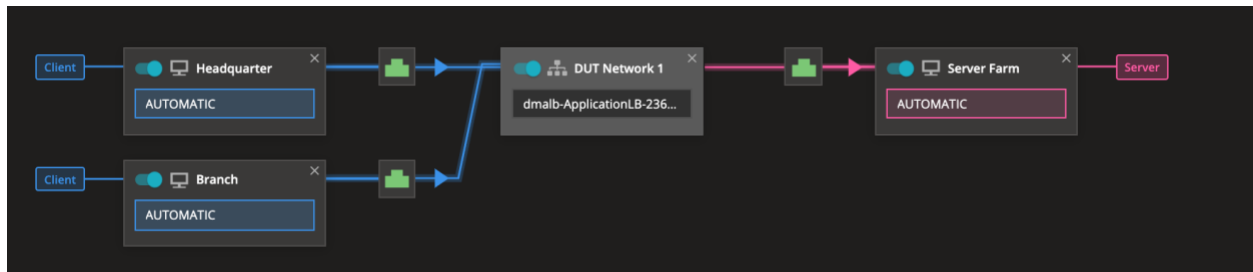 Client
Headquarter
AUTOMATIC
DUT Network 1
dmalb-ApplicationLB-236...
Server Farm
AUTOMATIC
Server
Client
Branch
AUTOMATIC